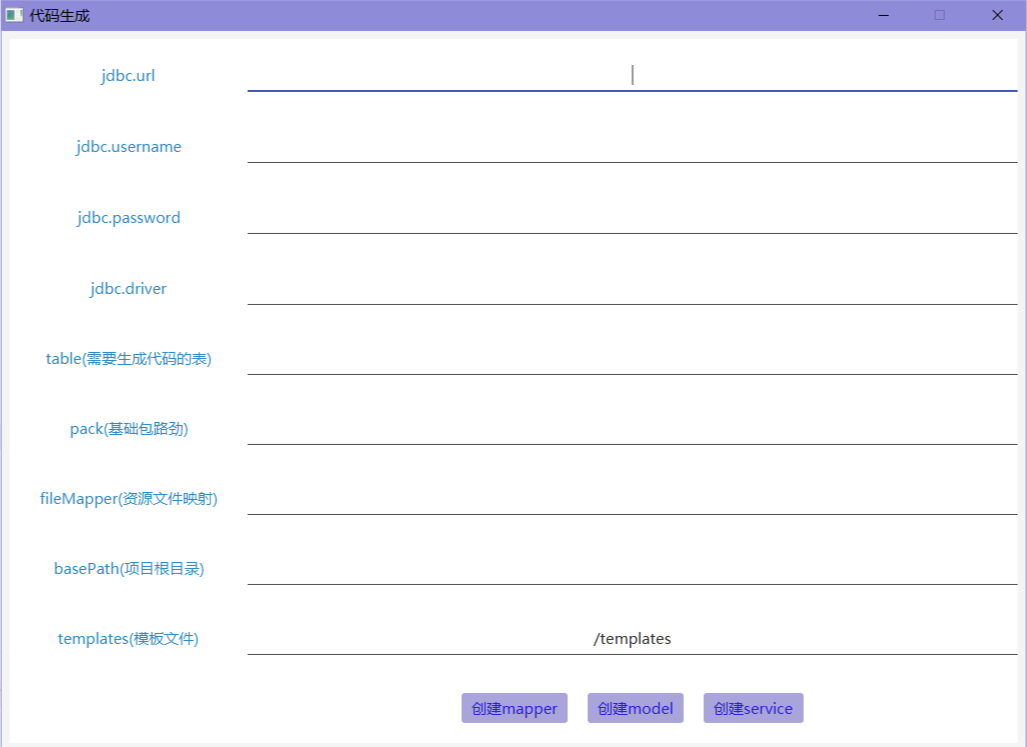 代码生成
jdbc.url
jdbc.username
jdbc.password
jdbc.driver
table(需要生成代码的表)
pack(基础包路劲)
fileMapper(资源文件映射)
basePath(项目根目录)
templates(模板文件) /templates
创建mapper 创建model 创建service